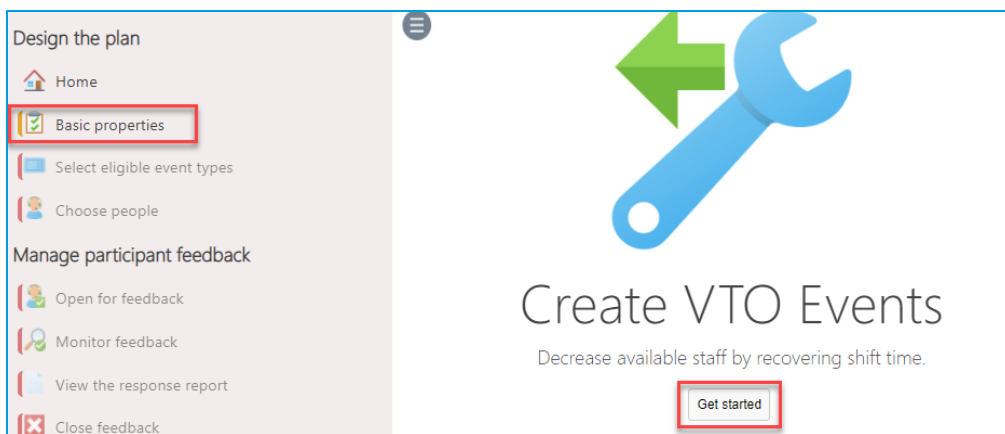 Design the plan
Home
Basic properties
Select eligible event types
Choose people
Manage participant feedback
Open for feedback
Monitor feedback
View the response report
Close feedback
Create VTO Events
Decrease available staff by recovering shift time.
Get started